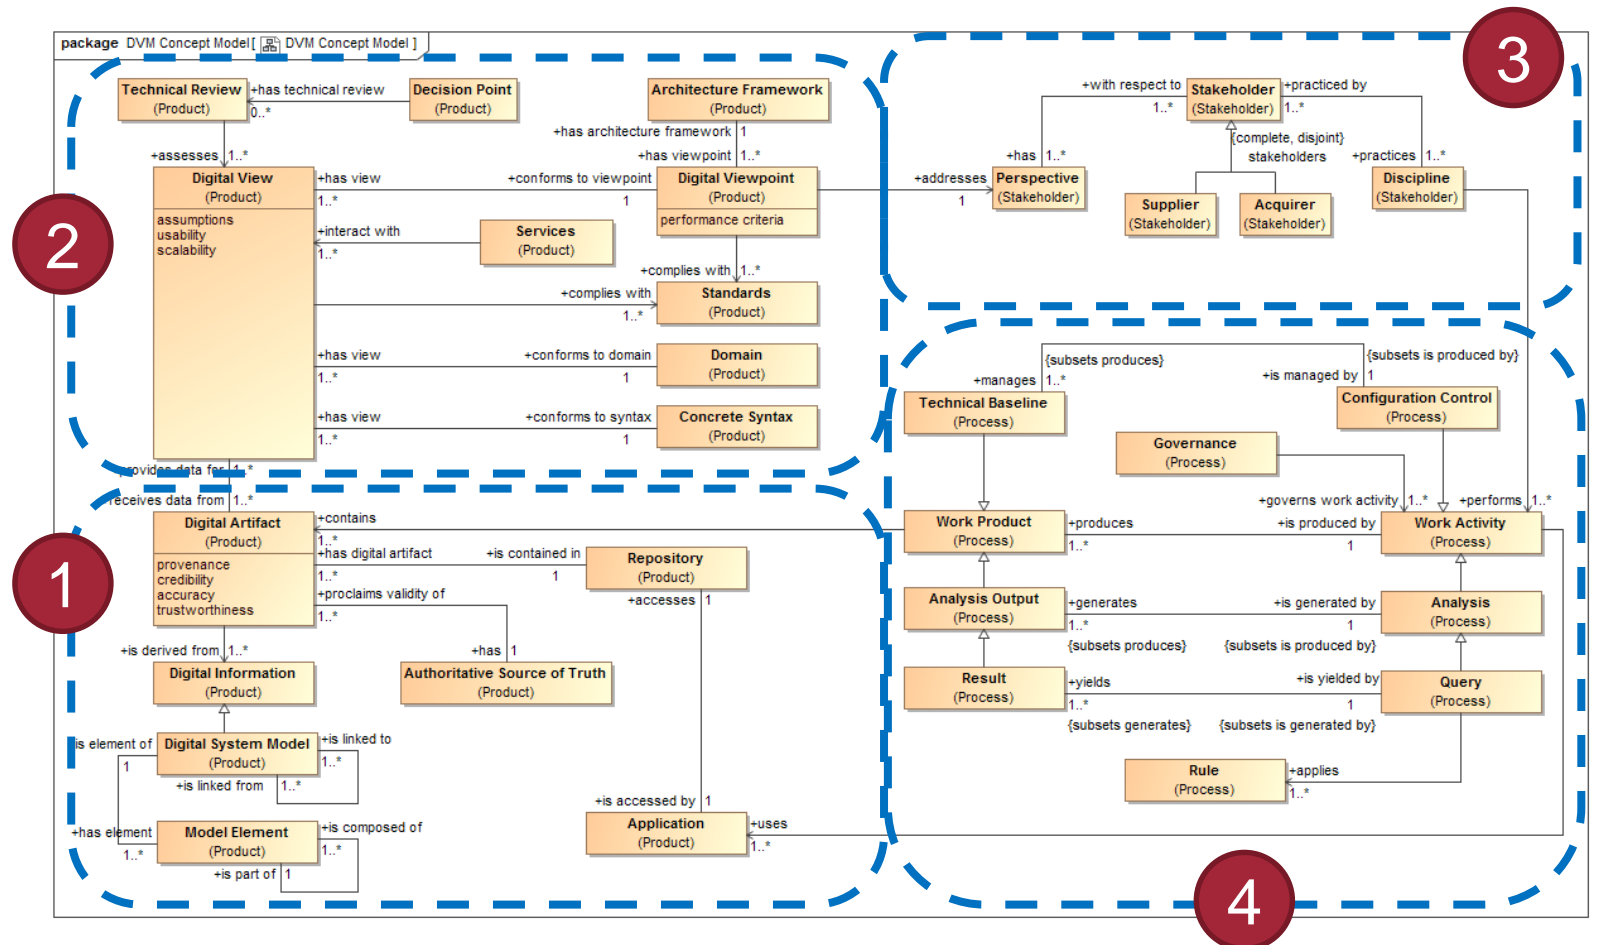 package DVM Concept Model[ DVM Concept Model ]
2
Technical Review
(Product)
+has technical review
0..*
Decision Point
(Product)
Architecture Framework
(Product)
+has architecture framework 1
+has viewpoint 1..*
+assesses 1..*
Digital View
(Product)
assumptions
usability
scalability
+has view
1..*
+conforms to viewpoint
1
Digital Viewpoint
(Product)
performance criteria
+interact with
1..*
Services
(Product)
+complies with 1..*
+complies with
1..*
Standards
(Product)
+has view
1..*
+conforms to domain
1
Domain
(Product)
+has view
1..*
+conforms to syntax
1
Concrete Syntax
(Product)
provides data for 1..*
3
+addresses
1
+with respect to
1..*
Stakeholder
(Stakeholder)
+practiced by
1..*
{complete, disjoint}
stakeholders
+has 1..*
Perspective
(Stakeholder)
Supplier
(Stakeholder)
Acquirer
(Stakeholder)
+practices 1..*
Discipline
(Stakeholder)
1
receives data from 1..*
Digital Artifact
(Product)
provenance
credibility
accuracy
trustworthiness
+contains
1..*
+has digital artifact
1..*
+is contained in
1
Repository
(Product)
+proclaims validity of
1..*
+accesses 1
+has 1
Authoritative Source of Truth
(Product)
+is derived from 1..*
Digital Information
(Product)
is element of
1
Digital System Model
(Product)
+is linked to
1..*
+is linked from 1..*
+has element
1..*
Model Element
(Product)
+is composed of
1..*
+is part of 1
+is accessed by 1
Application
(Product)
+uses
1..*
4
{subsets produces}
+manages 1..*
{subsets is produced by}
+is managed by 1
Technical Baseline
(Process)
Configuration Control
(Process)
Governance
(Process)
+governs work activity 1..*
+performs 1..*
Work Product
(Process)
+produces
1..*
+is produced by
1
Work Activity
(Process)
Analysis Output
(Process)
+generates
1..*
{subsets produces}
+is generated by
1
{subsets is produced by}
Analysis
(Process)
Result
(Process)
+yields
1..*
{subsets generates}
+is yielded by
1
{subsets is generated by}
Query
(Process)
Rule
(Process)
+applies
1..*